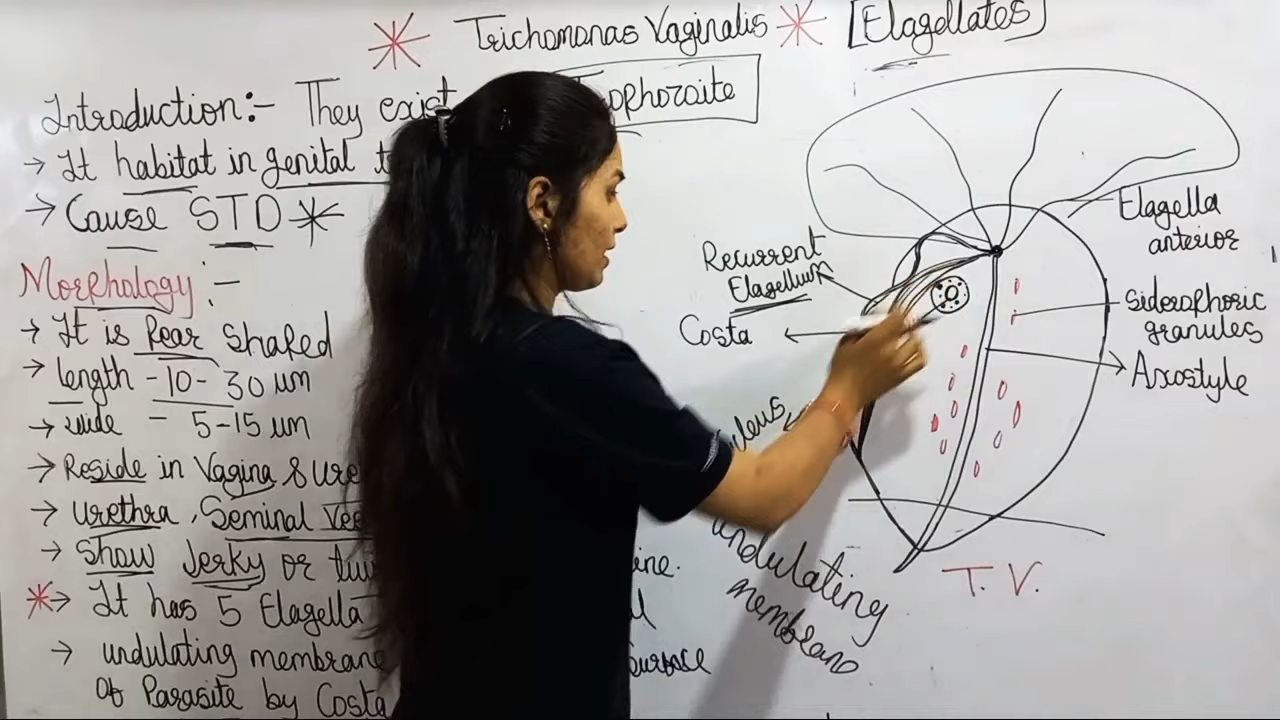 Trichomonas Vaginalis [Flagellates]
Introduction:- They exist
→ It habitat in genital
→ Cause STD
Morphology :-
→ It is Pear Shaped
→ length - 10 - 30 um
→ wide - 5-15 um
→ Reside in Vagina &
→ Urethra, Seminal
→ Show Jerky or
→ It has 5 Flagella
→ undulating membrane surface
of Parasite by Costa
Recurrent
Flagellum
Costa
undulating
membrane
Flagella
anterior
Siderophoric
granules
Axostyle
T. V.